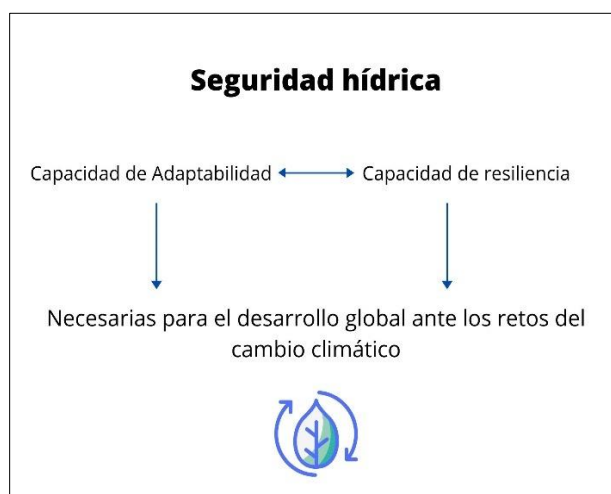 Seguridad hídrica
Capacidad de Adaptabilidad
Capacidad de resiliencia
Necesarias para el desarrollo global ante los retos del
cambio climático